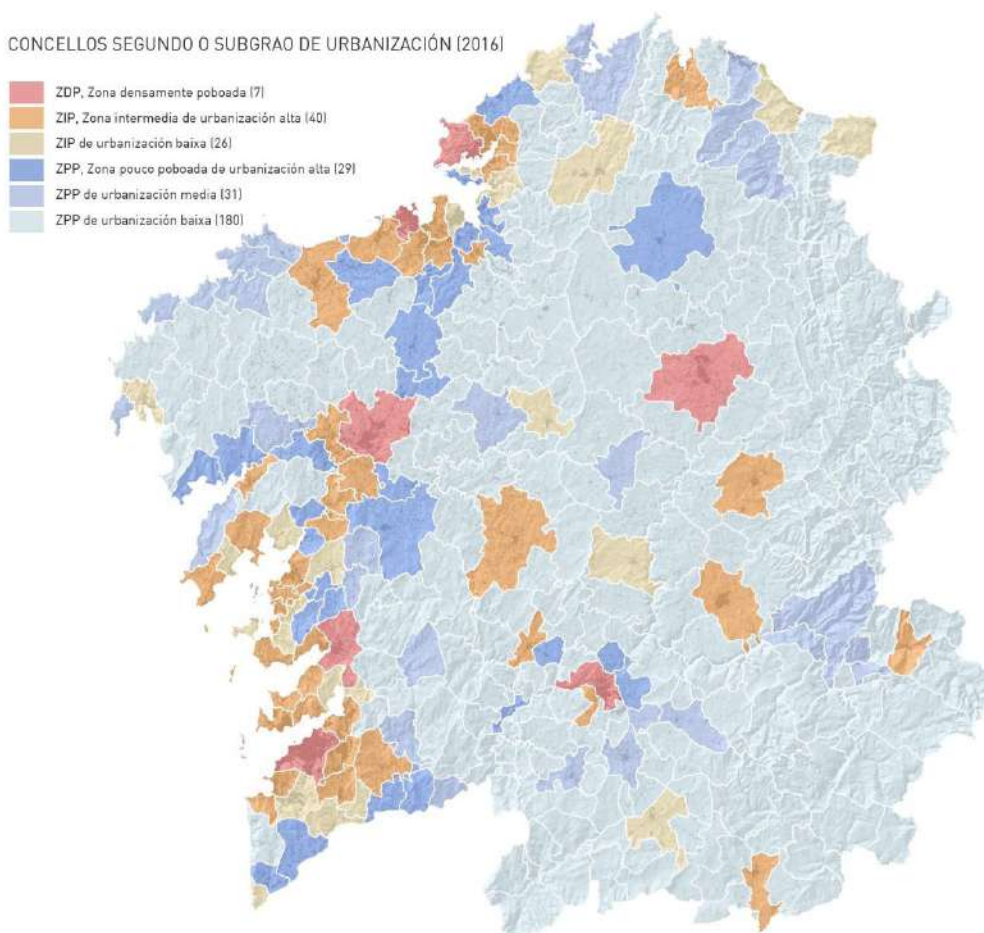 CONCELLOS SEGUNDO O SUBGRAO DE URBANIZACIÓN (2016)
ZDP, Zona densamente poboada (7)
ZIP, Zona intermedia de urbanización alta (40)
ZIP de urbanización baixa (26)
ZPP, Zona pouco poboada de urbanización alta (29)
ZPP de urbanización media (31)
ZPP de urbanización baixa (180)